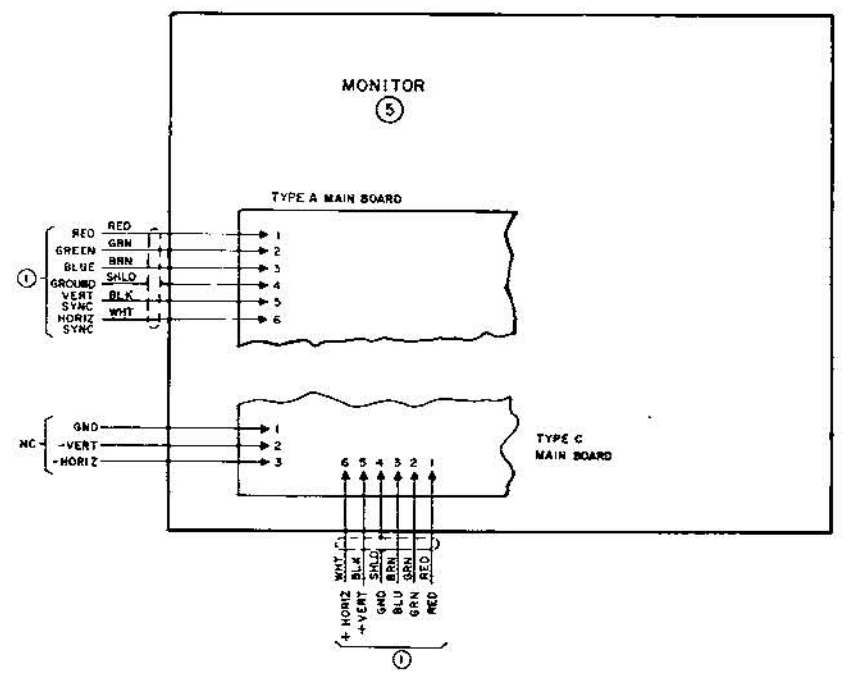 MONITOR
5
TYPE A MAIN BOARD
RED RED 1
GREEN GRN 2
BLUE BRN 3
1
GROUND SHLD 4
VERT SYNC BLK 5
HORIZ SYNC WHT 6
GND 1
NC -VERT 2
-HORIZ 3
TYPE C
MAIN BOARD
6 5 4 3 2 1
WHT BLK SHLD BRN GRN RED
+ HORIZ +VERT GND BLU GRN RED
1